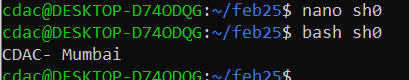 cdac@DESKTOP-D74ODQG:~/feb25$ nano sh0
cdac@DESKTOP-D74ODQG:~/feb25$ bash sh0
CDAC- Mumbai
cdac@DESKTOP-D74ODQG:~/feb25$